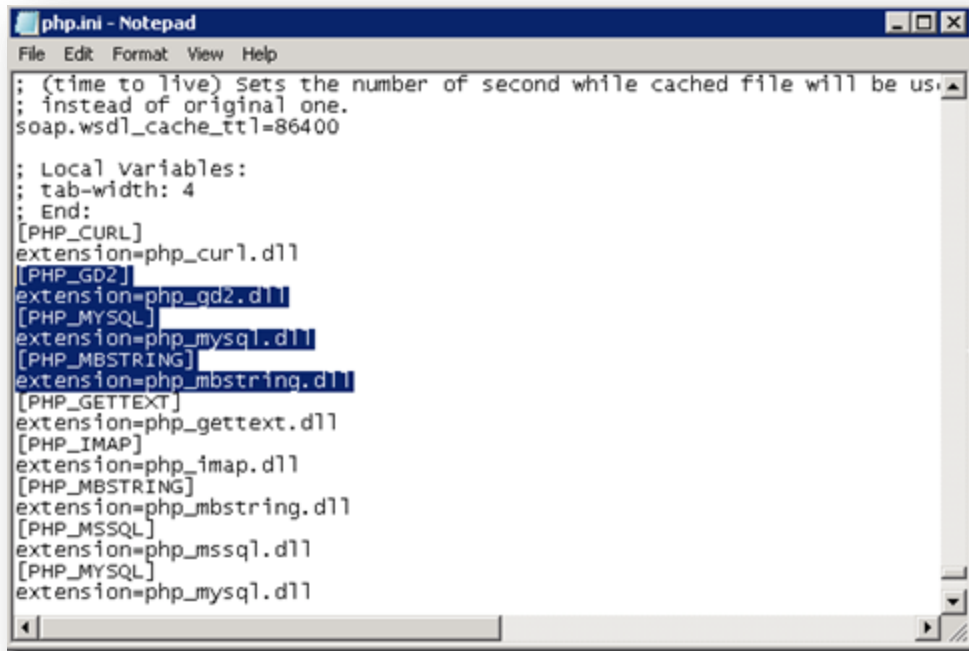 php.ini - Notepad
File Edit Format View Help
; (time to live) Sets the number of second while cached file will be us
; instead of original one.
soap.wsdl_cache_ttl=86400
; Local Variables:
; tab-width: 4
; End:
[PHP_CURL]
extension=php_curl.dll
[PHP_GD2]
extension=php_gd2.dll
[PHP_MYSQL]
extension=php_mysql.dll
[PHP_MBSTRING]
extension=php_mbstring.dll
[PHP_GETTEXT]
extension=php_gettext.dll
[PHP_IMAP]
extension=php_imap.dll
[PHP_MBSTRING]
extension=php_mbstring.dll
[PHP_MSSQL]
extension=php_mssql.dll
[PHP_MYSQL]
extension=php_mysql.dll